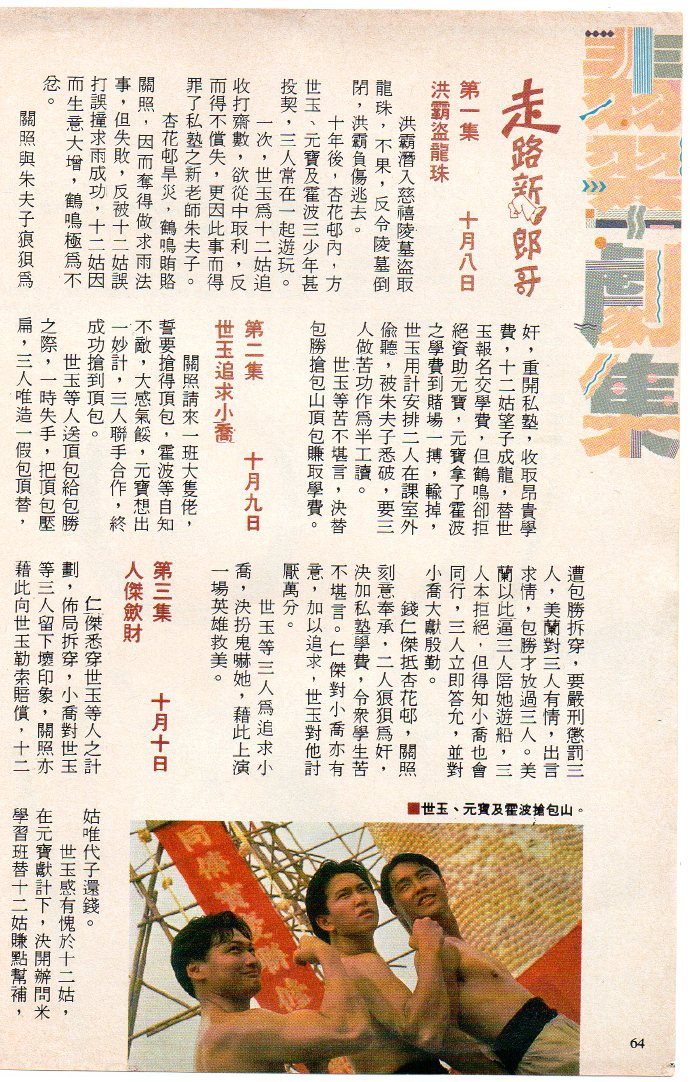 翡翠劇集
走路新郎哥
第一集　十月八日
洪霸盜龍珠
洪霸潛入慈禧陵墓盜取
龍珠，不果，反令陵墓倒
閉，洪霸負傷逃去。
十年後，杏花邨內，方
世玉、元寶及霍波三少年甚
投契，三人常在一起遊玩。
一次，世玉爲十二姑追
收打齋數，欲從中取利，反
而得不償失，更因此事而得
罪了私塾之新老師朱夫子。
杏花邨旱災，鶴鳴賄賂
關照，因而奪得做求雨法
事，但失敗，反被十二姑誤
打誤撞求雨成功，十二姑因
而生意大增，鶴鳴極爲不
忿。
關照與朱夫子狼狽爲
奸，重開私塾，收取昂貴學
費，十二姑望子成龍，替世
玉報名交學費，但鶴鳴卻拒
絕資助元寶，元寶拿了霍波
之學費到賭場一搏，輸掉，
世玉用計安排二人在課室外
偷聽，被朱夫子悉破，要三
人做苦功作爲半工讀。
世玉等苦不堪言，決替
包勝搶包山頂包賺取學費。
第二集　十月九日
世玉追求小喬
關照請來一班大隻佬，
誓要搶得頂包，霍波等自知
不敵，大感氣餒，元寶想出
一妙計，三人聯手合作，終
成功搶到頂包。
世玉等人送頂包給包勝
之際，一時失手，把頂包壓
扁，三人唯造一假包頂替，
遭包勝拆穿，要嚴刑懲罰三
人，美蘭對三人有情，出言
求情，包勝才放過三人。美
蘭以此逼三人陪她遊船，三
人本拒絕，但得知小喬也會
同行，三人立即答允，並對
小喬大獻殷勤。
錢仁傑抵杏花邨，關照
刻意奉承，二人狼狽爲奸，
決加私塾學費，令衆學生苦
不堪言。仁傑對小喬亦有
意，加以追求，世玉對他討
厭萬分。
世玉等三人爲追求小
喬，決扮鬼嚇她，藉此上演
一場英雄救美。
第三集　十月十日
人傑歛財
仁傑悉穿世玉等人之計
劃，佈局拆穿，小喬對世玉
等三人留下壞印象，關照亦
藉此向世玉勒索賠償，十二
姑唯代子還錢。
世玉感有愧於十二姑，
在元寶獻計下，決開辦問米
學習班替十二姑賺點幫補，
■世玉、元寶及霍波搶包山。
64